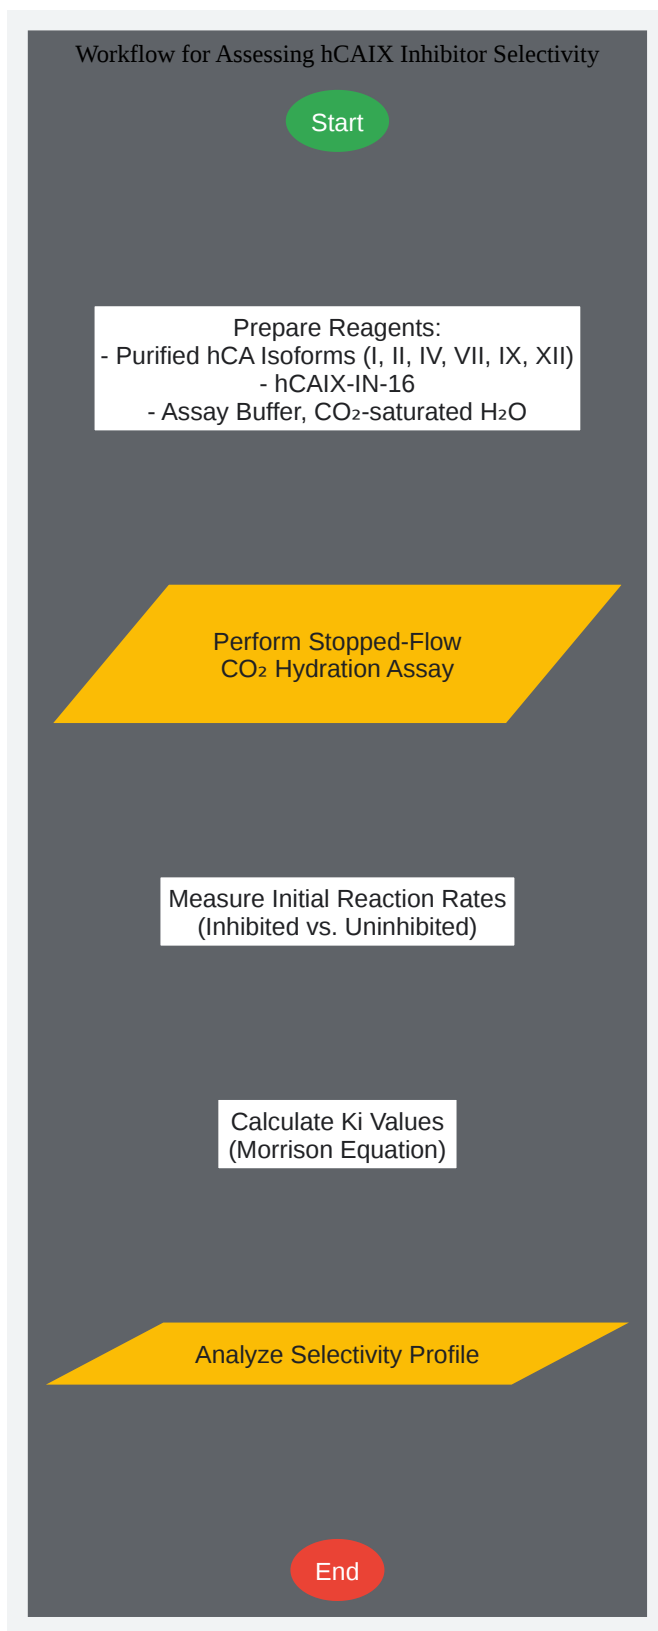 Workflow for Assessing hCAIX Inhibitor Selectivity
Start
Prepare Reagents:
- Purified hCA Isoforms (I, II, IV, VII, IX, XII)
- hCAIX-IN-16
- Assay Buffer, CO₂-saturated H₂O
Perform Stopped-Flow
CO₂ Hydration Assay
Measure Initial Reaction Rates
(Inhibited vs. Uninhibited)
Calculate Ki Values
(Morrison Equation)
Analyze Selectivity Profile
End